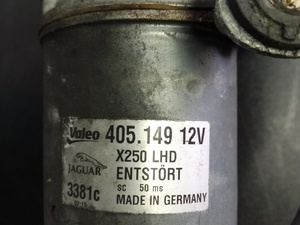 Valeo 405.149 12V
X250 LHD
JAGUAR ENTSTÖRT
3381c SC 50 ms
MADE IN GERMANY